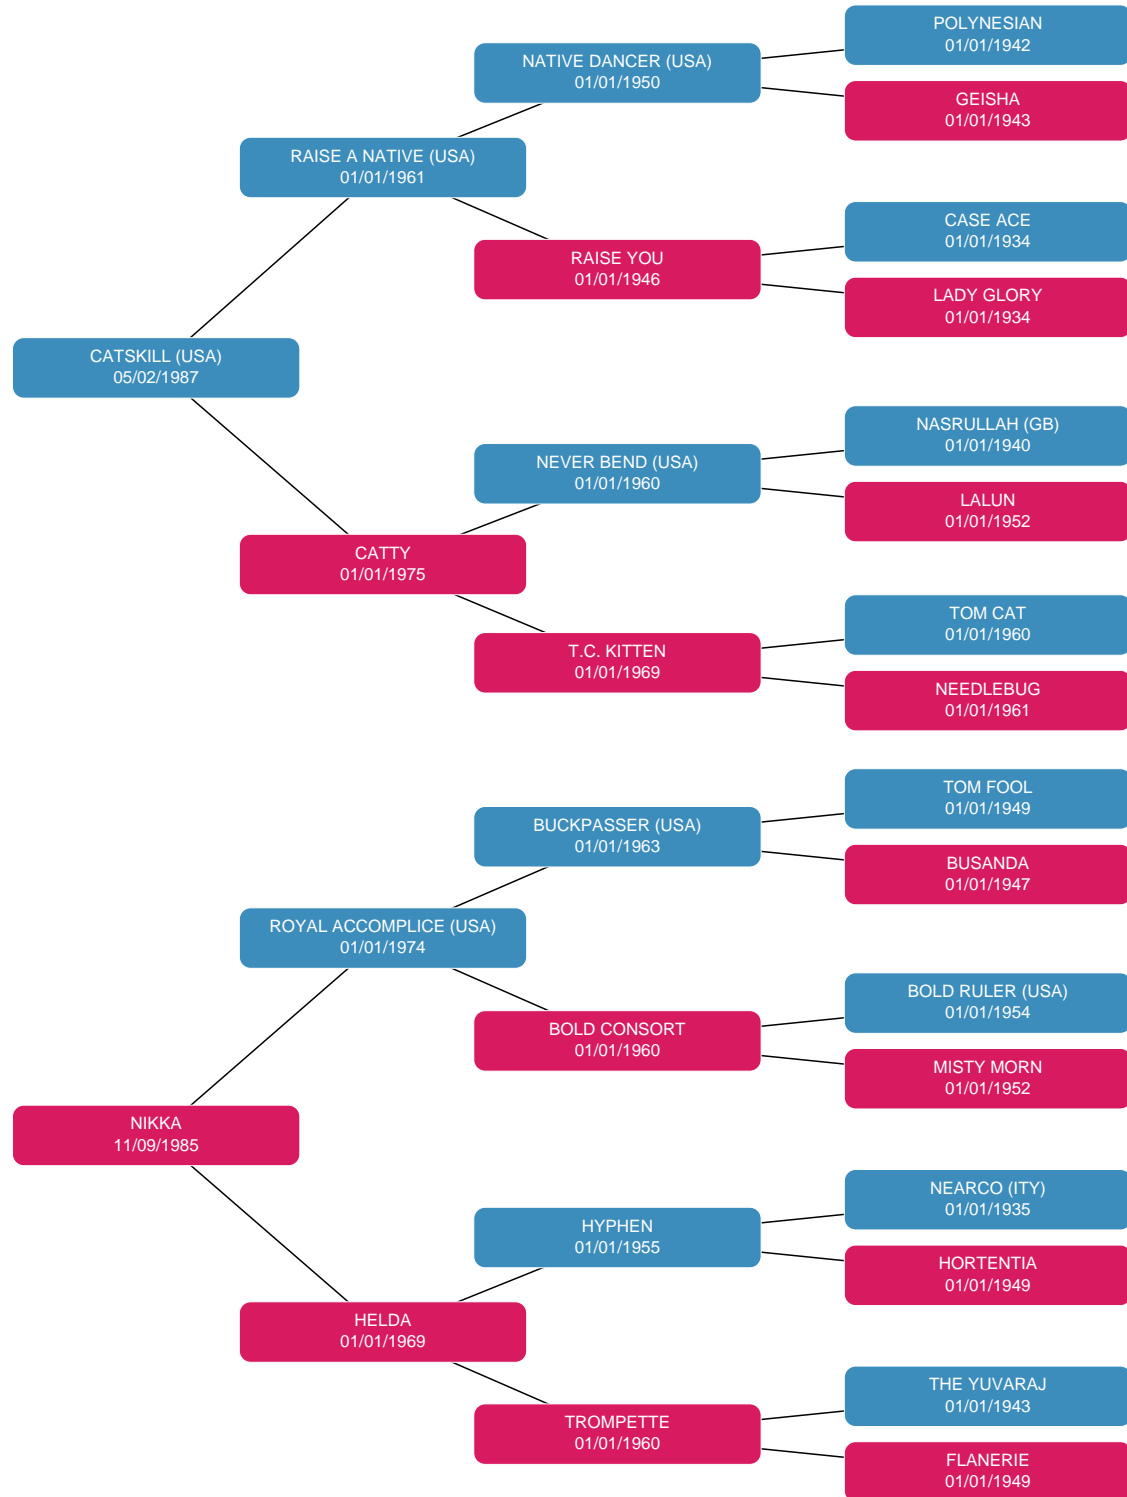 POLYNESIAN
01/01/1942
NATIVE DANCER (USA)
01/01/1950
GEISHA
01/01/1943
RAISE A NATIVE (USA)
01/01/1961
CASE ACE
01/01/1934
RAISE YOU
01/01/1946
LADY GLORY
01/01/1934
CATSKILL (USA)
05/02/1987
NASRULLAH (GB)
01/01/1940
NEVER BEND (USA)
01/01/1960
LALUN
01/01/1952
CATTY
01/01/1975
TOM CAT
01/01/1960
T.C. KITTEN
01/01/1969
NEEDLEBUG
01/01/1961
TOM FOOL
01/01/1949
BUCKPASSER (USA)
01/01/1963
BUSANDA
01/01/1947
ROYAL ACCOMPLICE (USA)
01/01/1974
BOLD RULER (USA)
01/01/1954
BOLD CONSORT
01/01/1960
MISTY MORN
01/01/1952
NIKKA
11/09/1985
NEARCO (ITY)
01/01/1935
HYPHEN
01/01/1955
HORTENTIA
01/01/1949
HELDA
01/01/1969
THE YUVARAJ
01/01/1943
TROMPETTE
01/01/1960
FLANERIE
01/01/1949